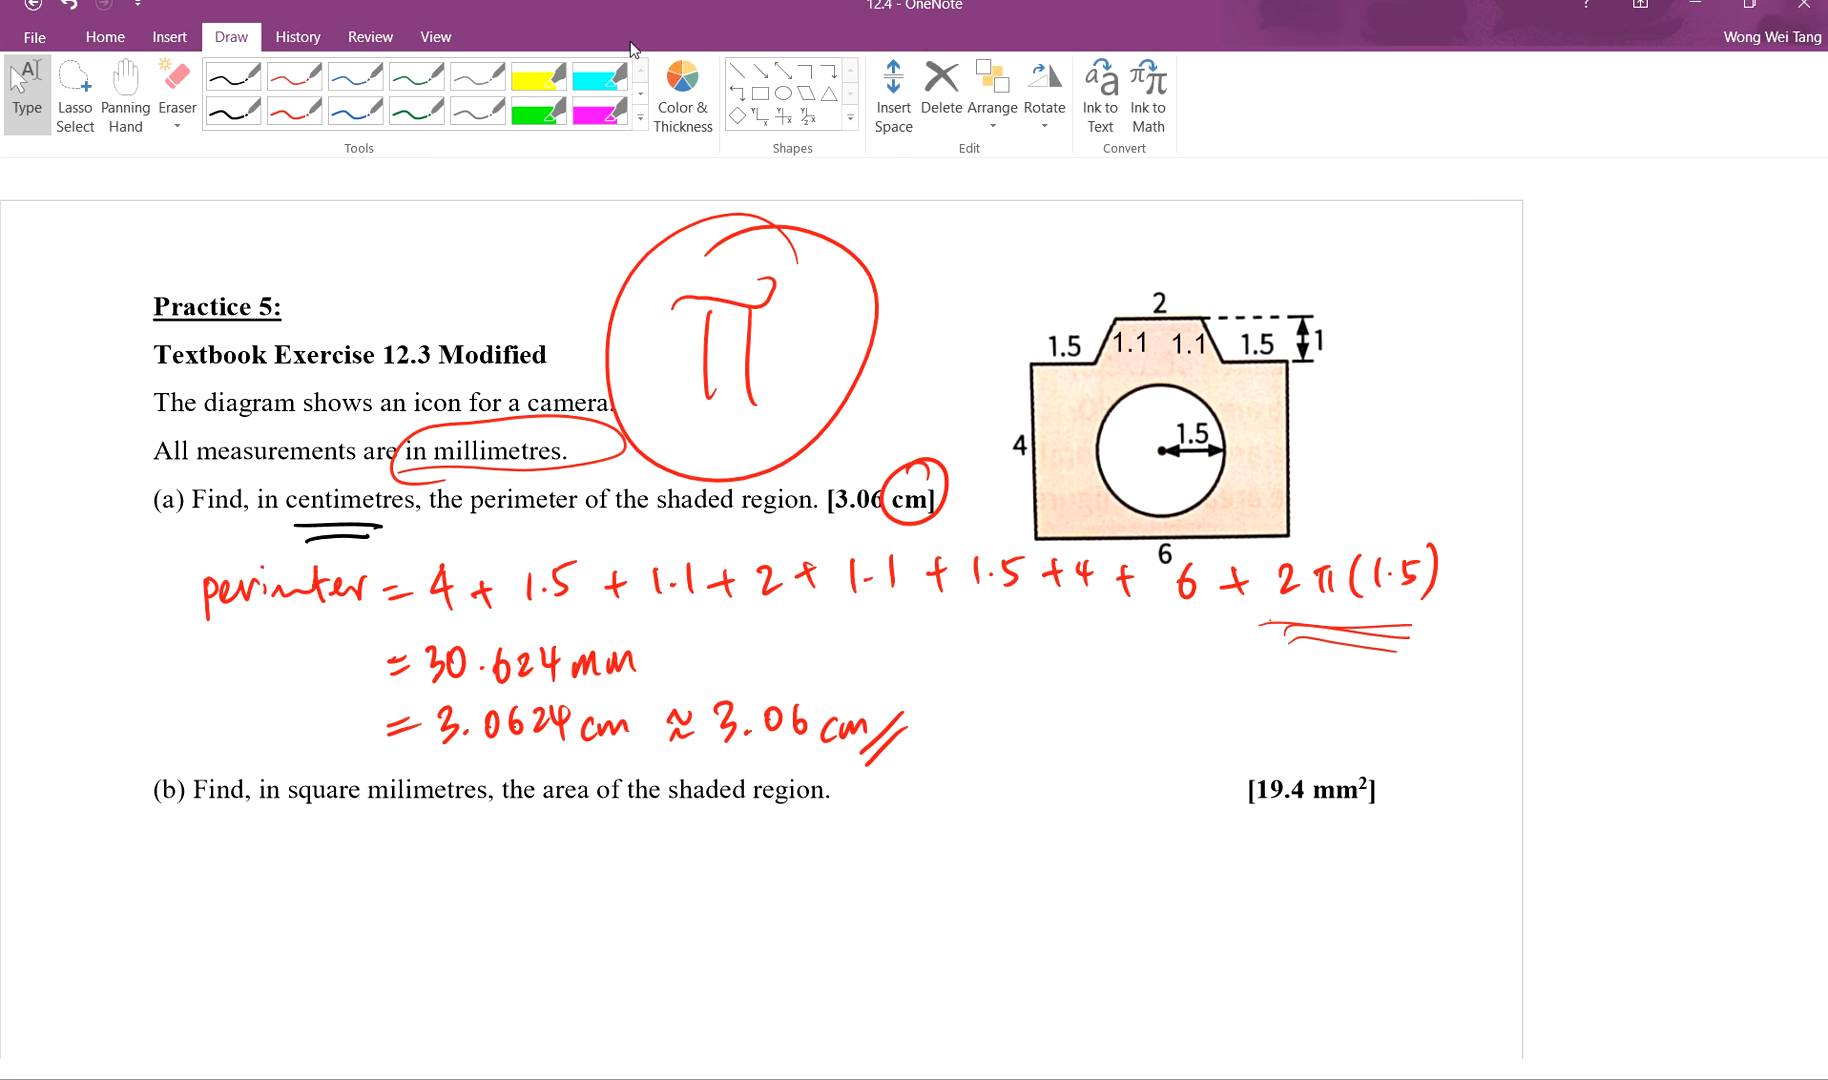 12.4 - OneNote
?
File Home Insert Draw History Review View
Wong Wei Tang
Type
Lasso Select
Panning Hand
Eraser
Color & Thickness
Insert Space
Delete
Arrange
Rotate
Ink to Text
Ink to Math
Tools
Shapes
Edit
Convert
π
Practice 5:
Textbook Exercise 12.3 Modified
The diagram shows an icon for a camera.
All measurements are in millimetres.
(a) Find, in centimetres, the perimeter of the shaded region. [3.06 cm]
2
1.5 1.1 1.1 1.5 1
4 1.5
6
perimter = 4 + 1.5 + 1.1 + 2 + 1.1 + 1.5 + 4 + 6 + 2π(1.5)
= 30.624 mm
= 3.0624 cm ≈ 3.06 cm
(b) Find, in square milimetres, the area of the shaded region. [19.4 mm²]